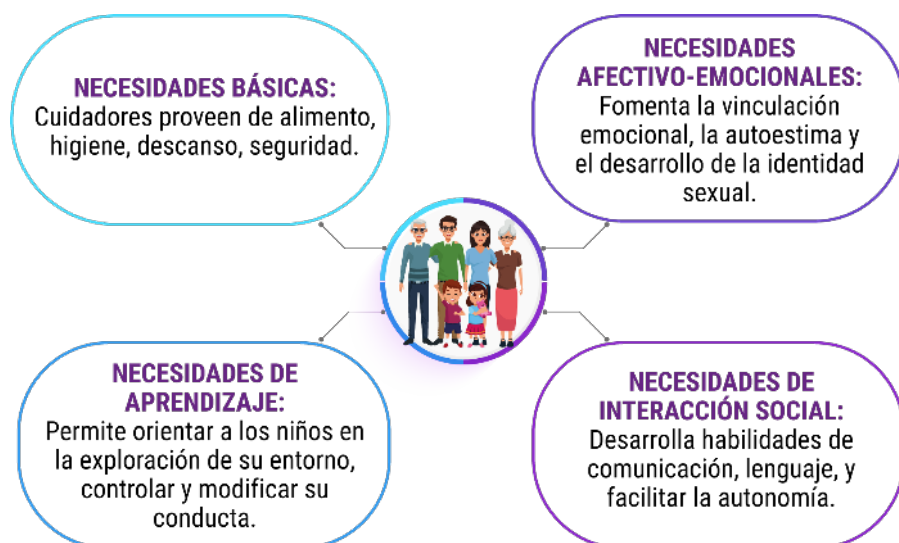 NECESIDADES BÁSICAS:
Cuidadores proveen de alimento,
higiene, descanso, seguridad.
NECESIDADES
AFECTIVO-EMOCIONALES:
Fomenta la vinculación
emocional, la autoestima y
el desarrollo de la identidad
sexual.
NECESIDADES DE
APRENDIZAJE:
Permite orientar a los niños en
la exploración de su entorno,
controlar y modificar su
conducta.
NECESIDADES DE
INTERACCIÓN SOCIAL:
Desarrolla habilidades de
comunicación, lenguaje, y
facilitar la autonomía.